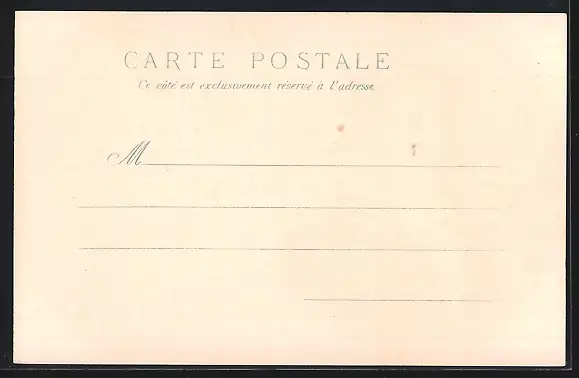 CARTE POSTALE
Ce côté est exclusivement réservé à l'adresse
M